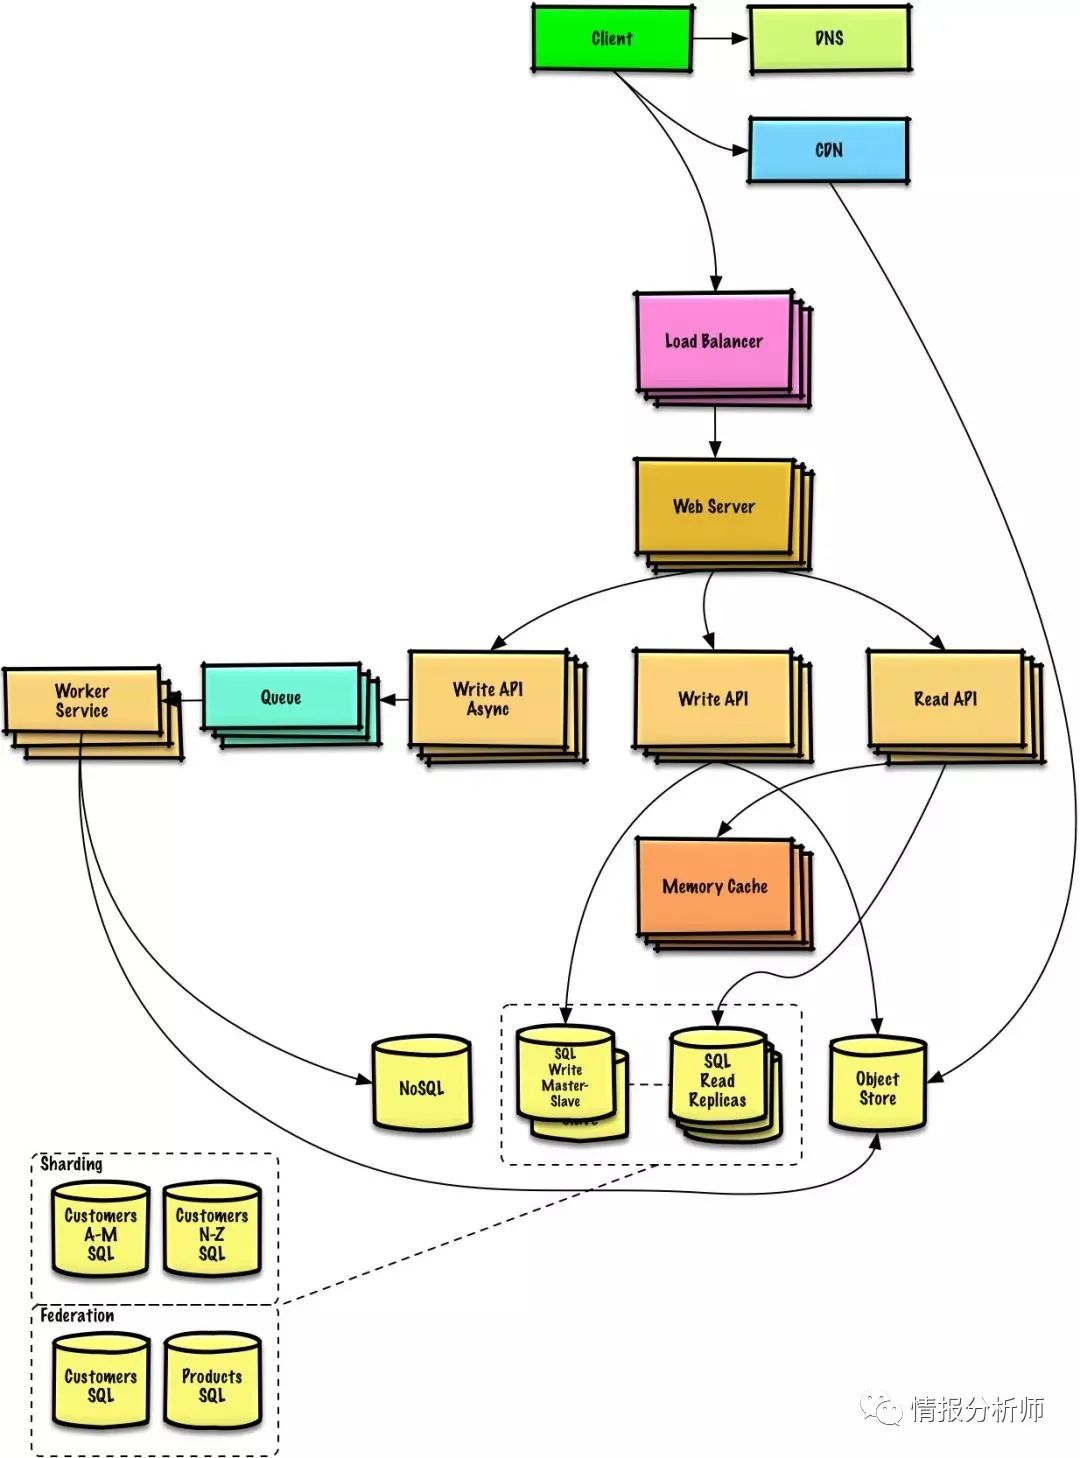 Client
DNS
CDN
Load Balancer
Web Server
Worker
Service
Queue
Write API
Async
Write API
Read API
Memory Cache
NoSQL
SQL
Write
Master-
Slave
Slave
SQL
Read
Replicas
Object
Store
Sharding
Customers
A-M
SQL
Customers
N-Z
SQL
Federation
Customers
SQL
Products
SQL
情报分析师